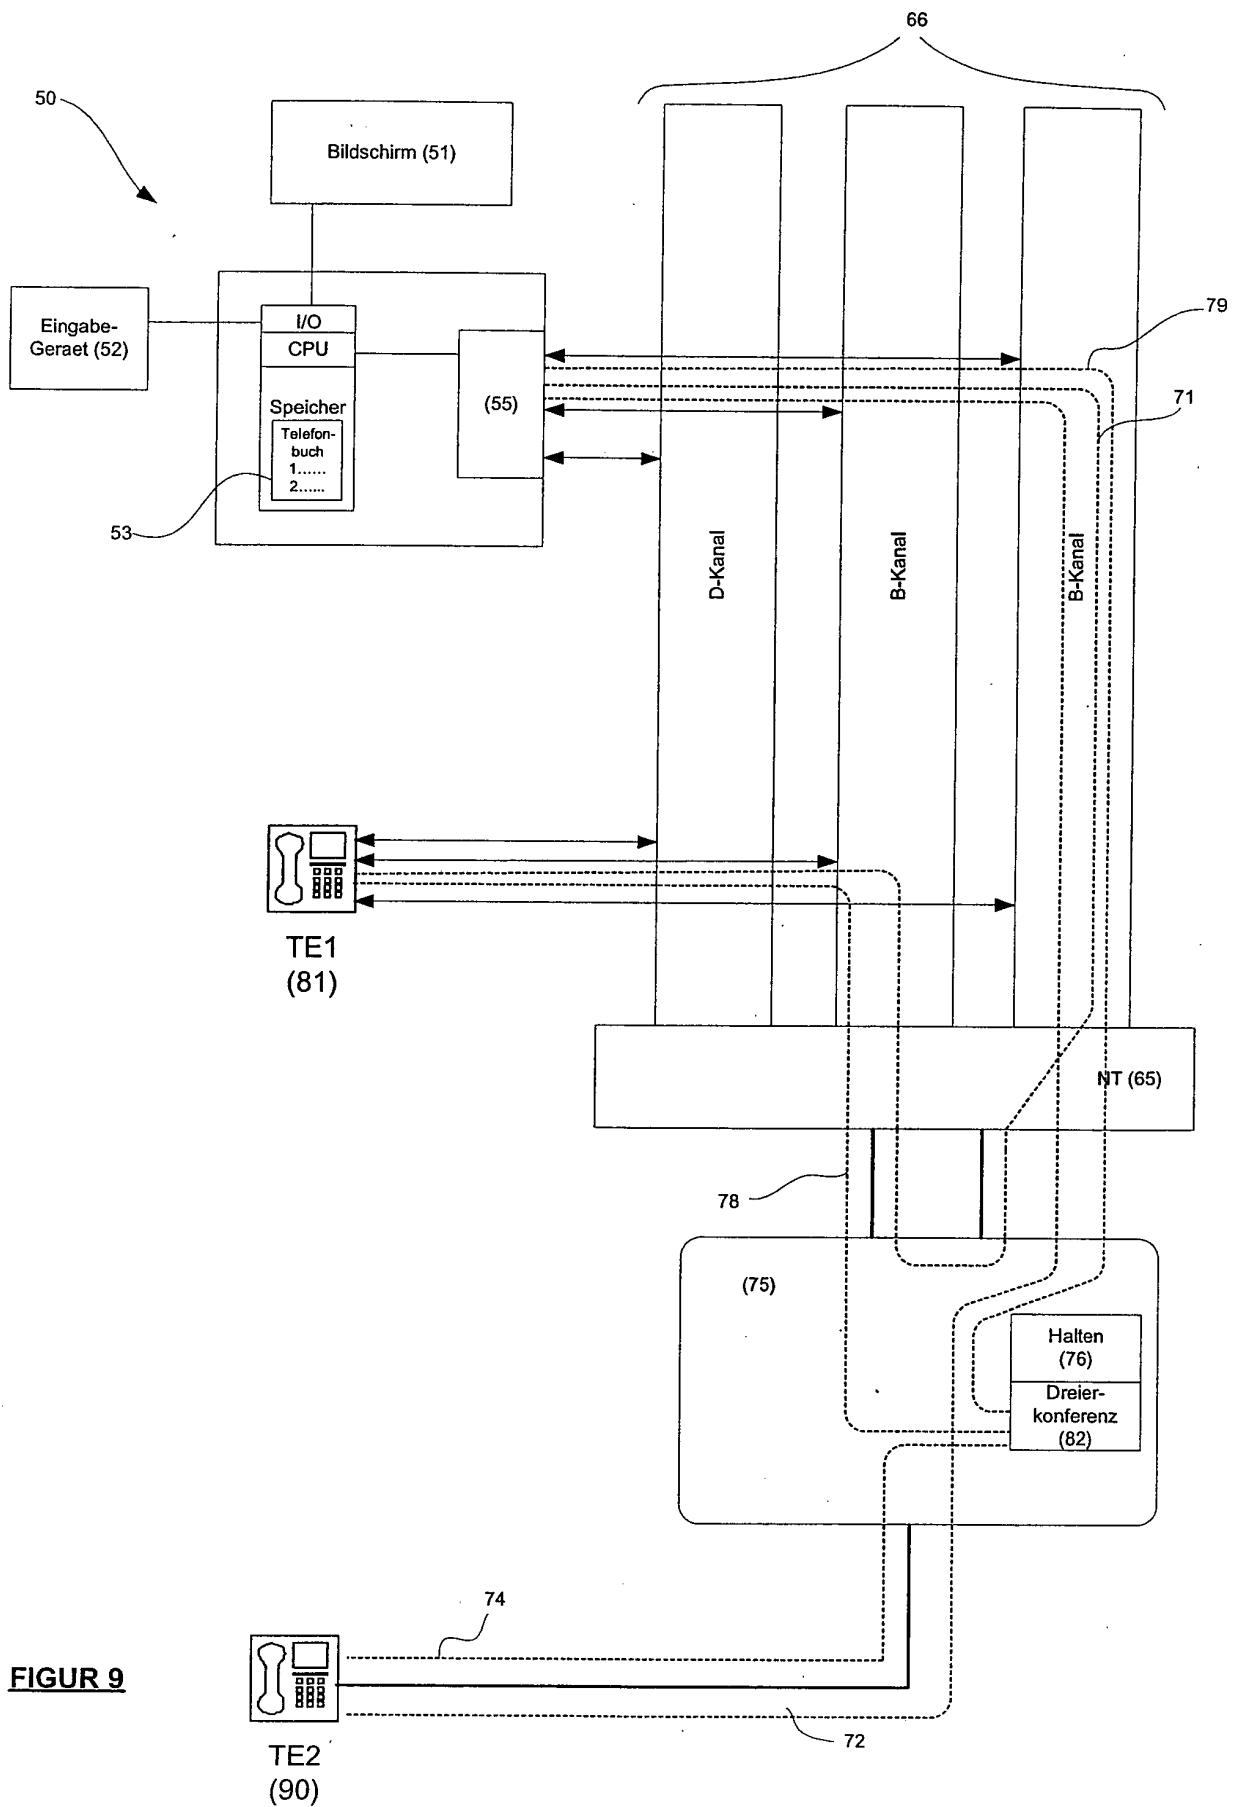 66
50
Bildschirm (51)
Eingabe-
Geraet (52)
I/O
CPU
Speicher
Telefon-
buch
1......
2......
(55)
53
79
71
D-Kanal
B-Kanal
B-Kanal
TE1
(81)
NT (65)
78
(75)
Halten
(76)
Dreier-
konferenz
(82)
74
FIGUR 9
72
TE2
(90)